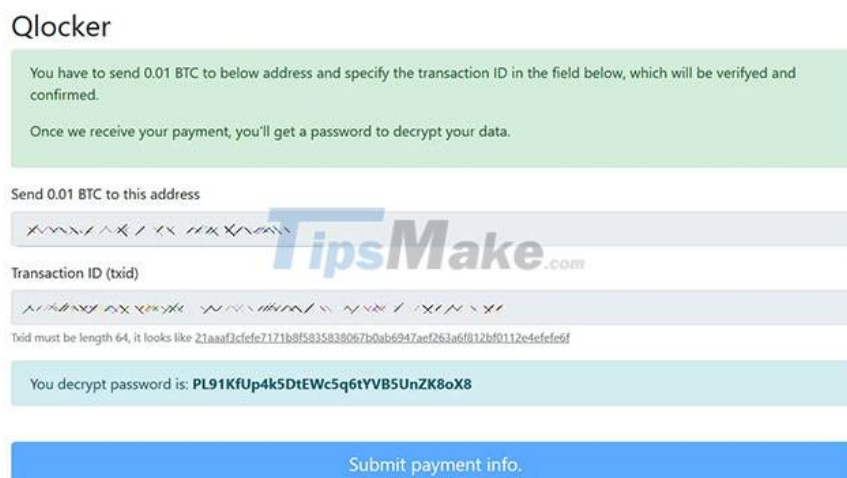 Qlocker
You have to send 0.01 BTC to below address and specify the transaction ID in the field below, which will be verifyed and
confirmed.
Once we receive your payment, you'll get a password to decrypt your data.
Send 0.01 BTC to this address
TipsMake.com
Transaction ID (txid)
Txid must be length 64, it looks like 21aaaf3cfefe7171b8f5835838067b0ab6947aef263a6f812bf0112e4efefe6f
You decrypt password is: PL91KfUp4k5DtEWc5q6tYVB5UnZK8oX8
Submit payment info.